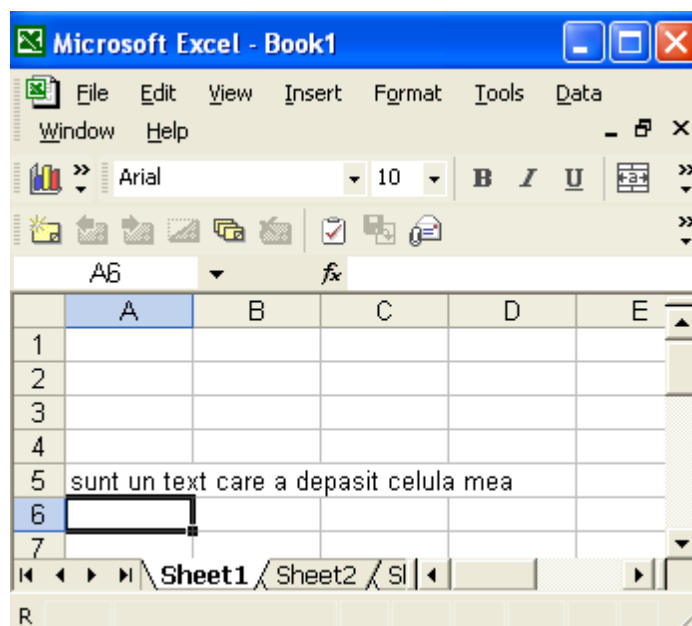 Microsoft Excel - Book1
File Edit View Insert Format Tools Data
Window Help
Arial 10 B I U
A6 fx
A B C D E
1
2
3
4
5 sunt un text care a depasit celula mea
6
7
Sheet1 Sheet2 Sl
R